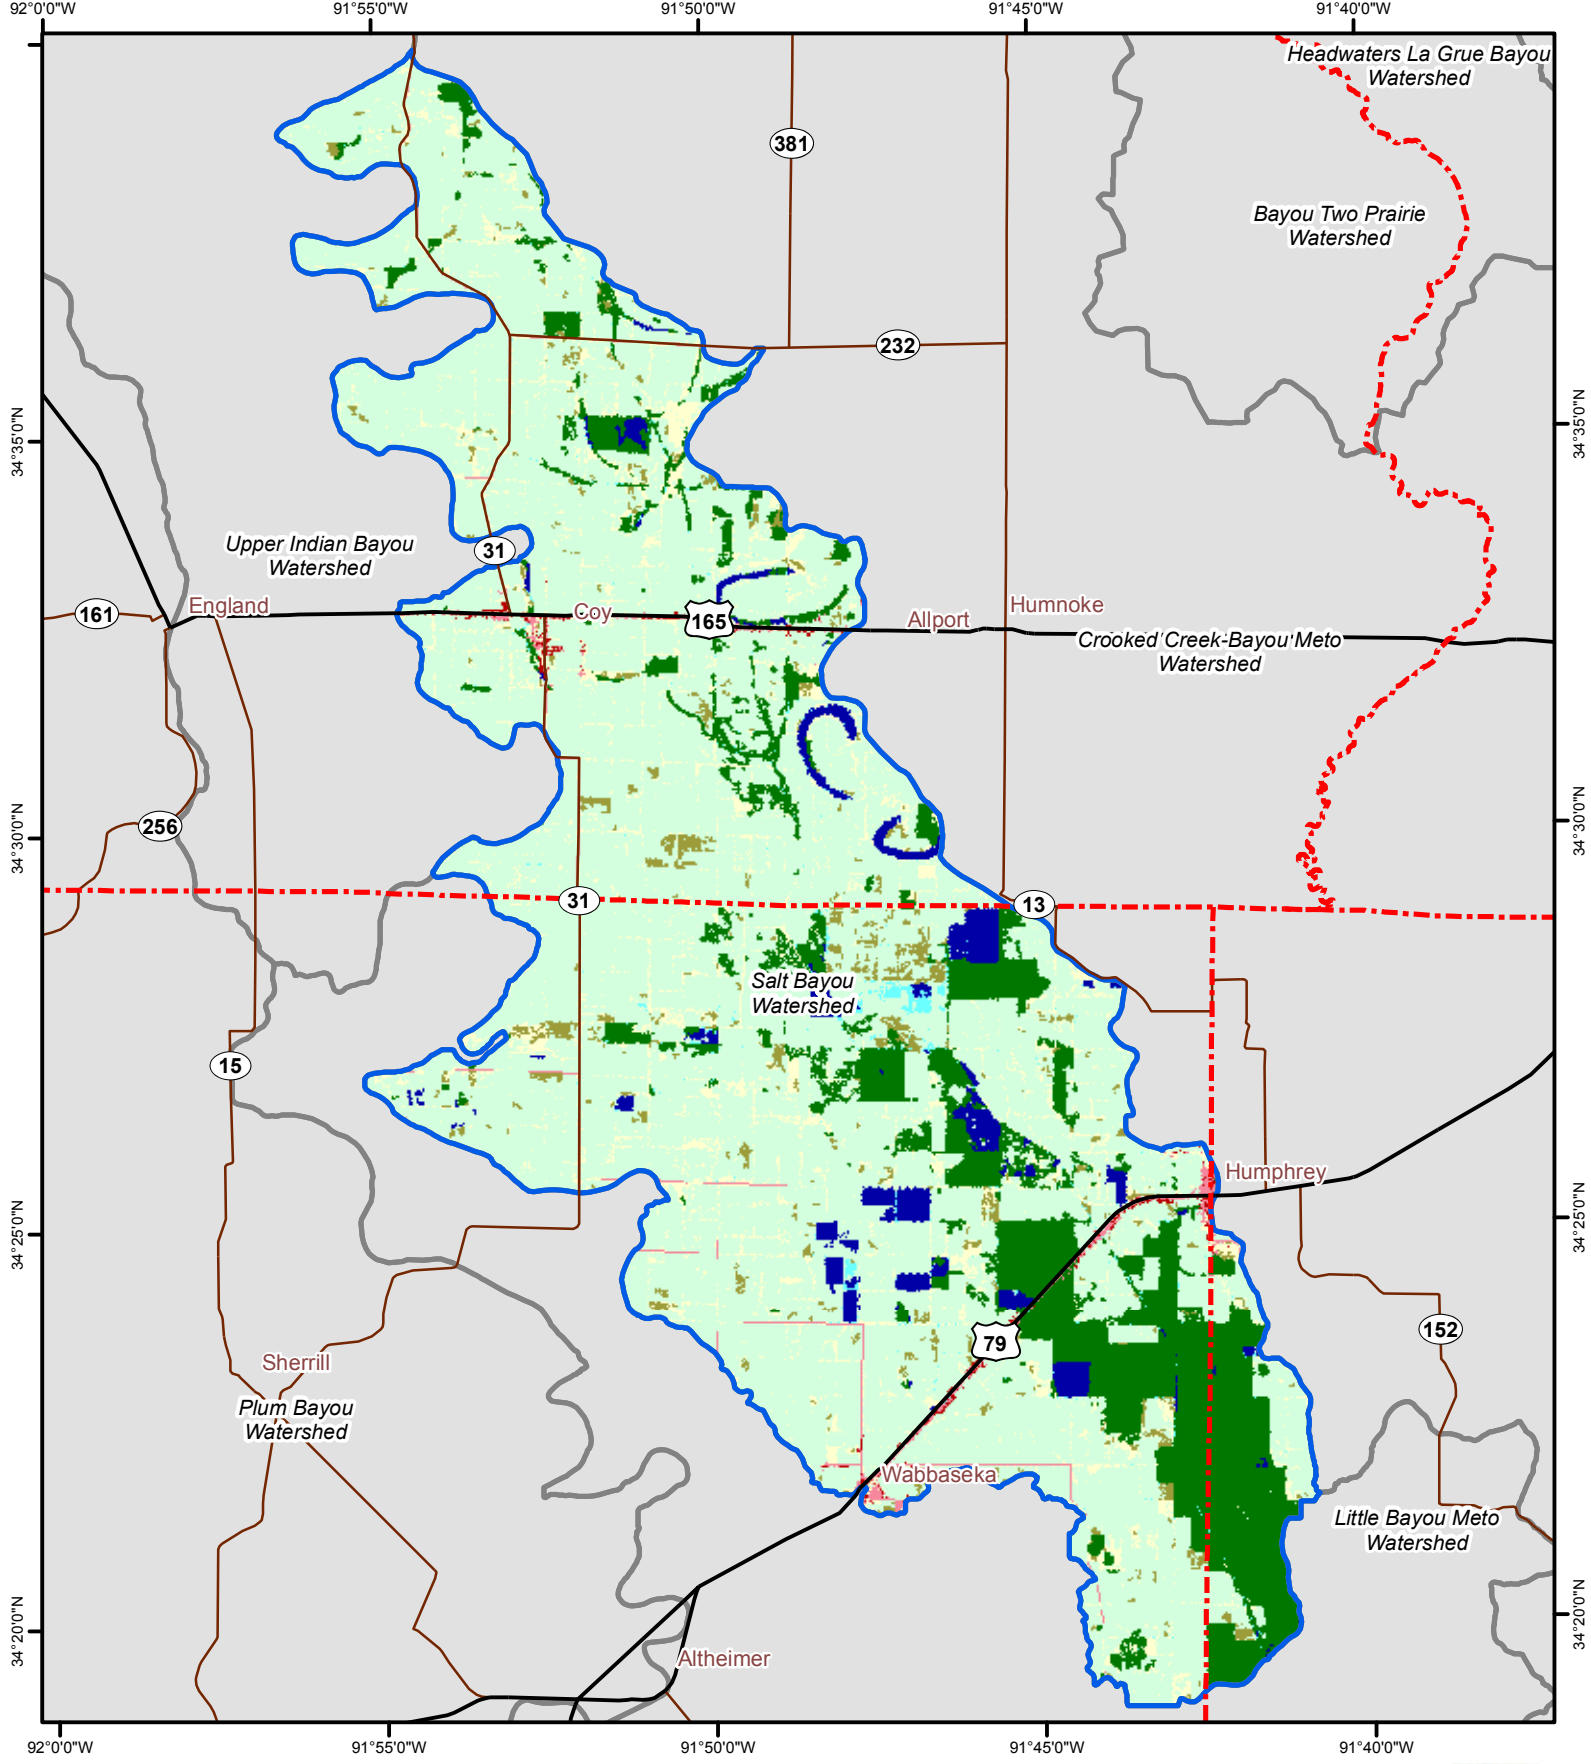 92°0'0"W
91°55'0"W
91°50'0"W
91°45'0"W
91°40'0"W
Headwaters La Grue Bayou
Watershed
381
Bayou Two Prairie
Watershed
232
34°35'0"N
34°35'0"N
Upper Indian Bayou
Watershed
31
161
England
Coy
165
Allport
Humnoke
Crooked Creek-Bayou Meto
Watershed
256
34°30'0"N
34°30'0"N
31
13
Salt Bayou
Watershed
15
Humphrey
34°25'0"N
34°25'0"N
152
79
Sherrill
Plum Bayou
Watershed
Wabbaseka
Little Bayou Meto
Watershed
34°20'0"N
34°20'0"N
Altheimer
92°0'0"W
91°55'0"W
91°50'0"W
91°45'0"W
91°40'0"W